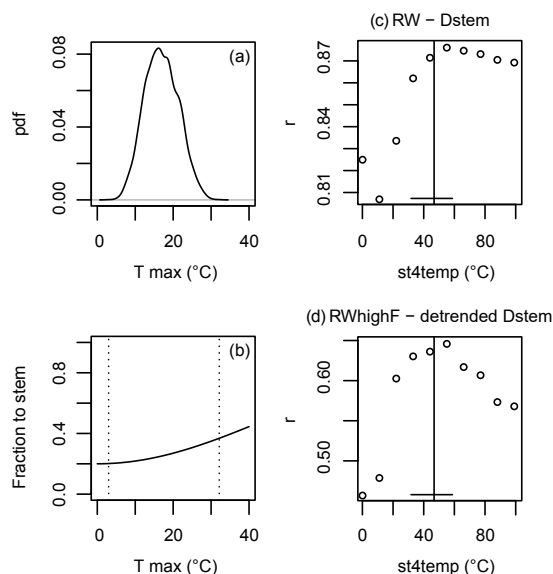 (a)
pdf
0.00 0.04 0.08
0 20 40
T max (°C)
(c) RW − Dstem
r
0.81 0.84 0.87
0 40 80
st4temp (°C)
(b)
Fraction to stem
0.0 0.4 0.8
0 20 40
T max (°C)
(d) RWhighF − detrended Dstem
r
0.50 0.60
0 40 80
st4temp (°C)